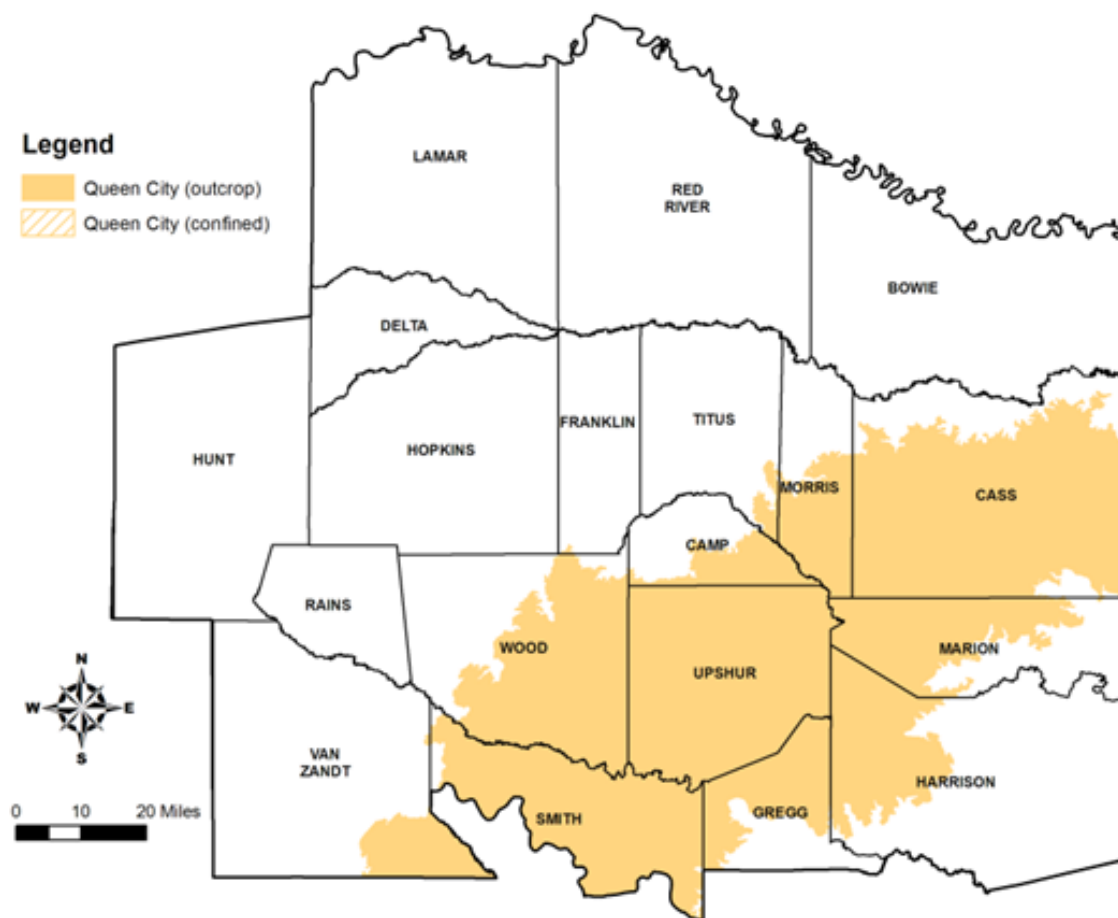 LAMAR
RED
RIVER
Legend
Queen City (outcrop)
Queen City (confined)
BOWIE
DELTA
FRANKLIN
TITUS
HOPKINS
HUNT
MORRIS
CASS
CAMP
RAINS
WOOD
MARION
UPSHUR
N
W
E
S
VAN
ZANDT
HARRISON
0
10
20 Miles
SMITH
GREGG